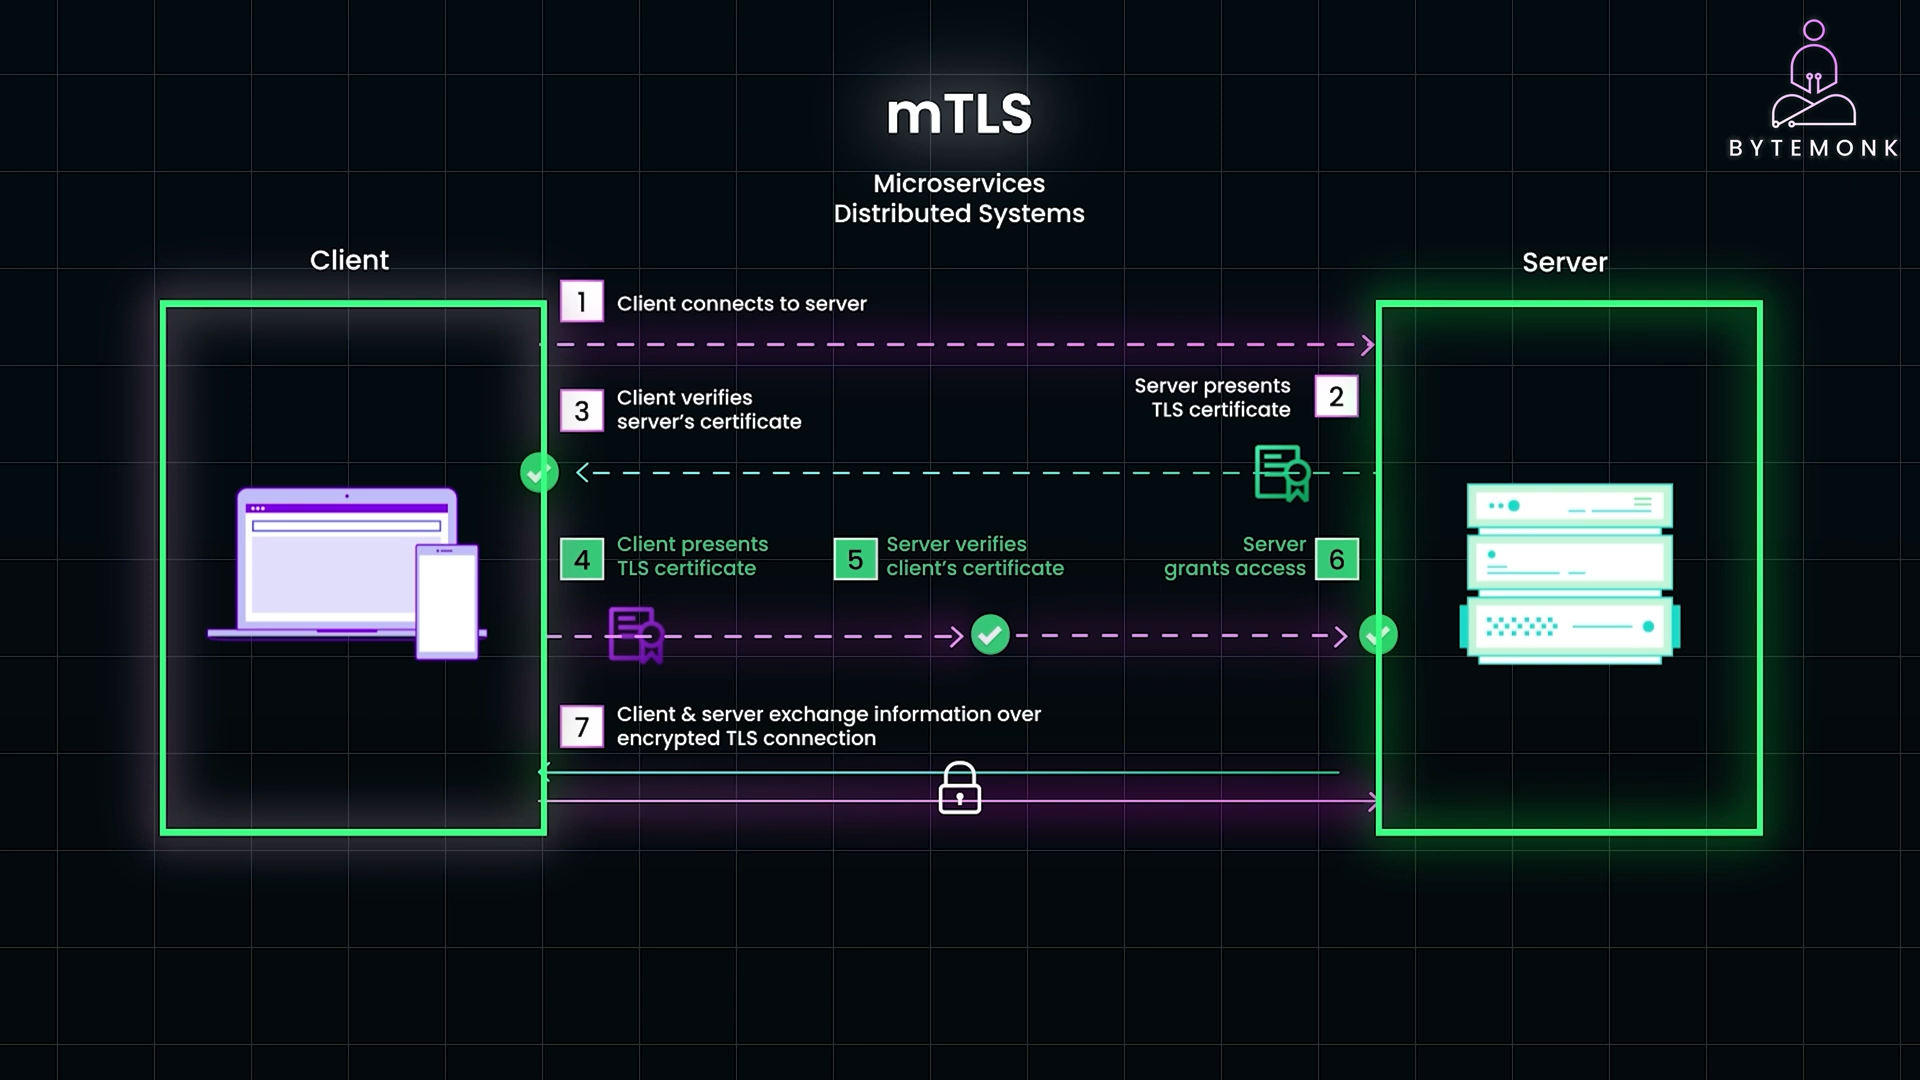 BYTEMONK
mTLS
Microservices
Distributed Systems
Client
Server
1
Client connects to server
3
Client verifies
server's certificate
Server presents
TLS certificate
2
4
Client presents
TLS certificate
5
Server verifies
client's certificate
Server
grants access
6
7
Client & server exchange information over
encrypted TLS connection